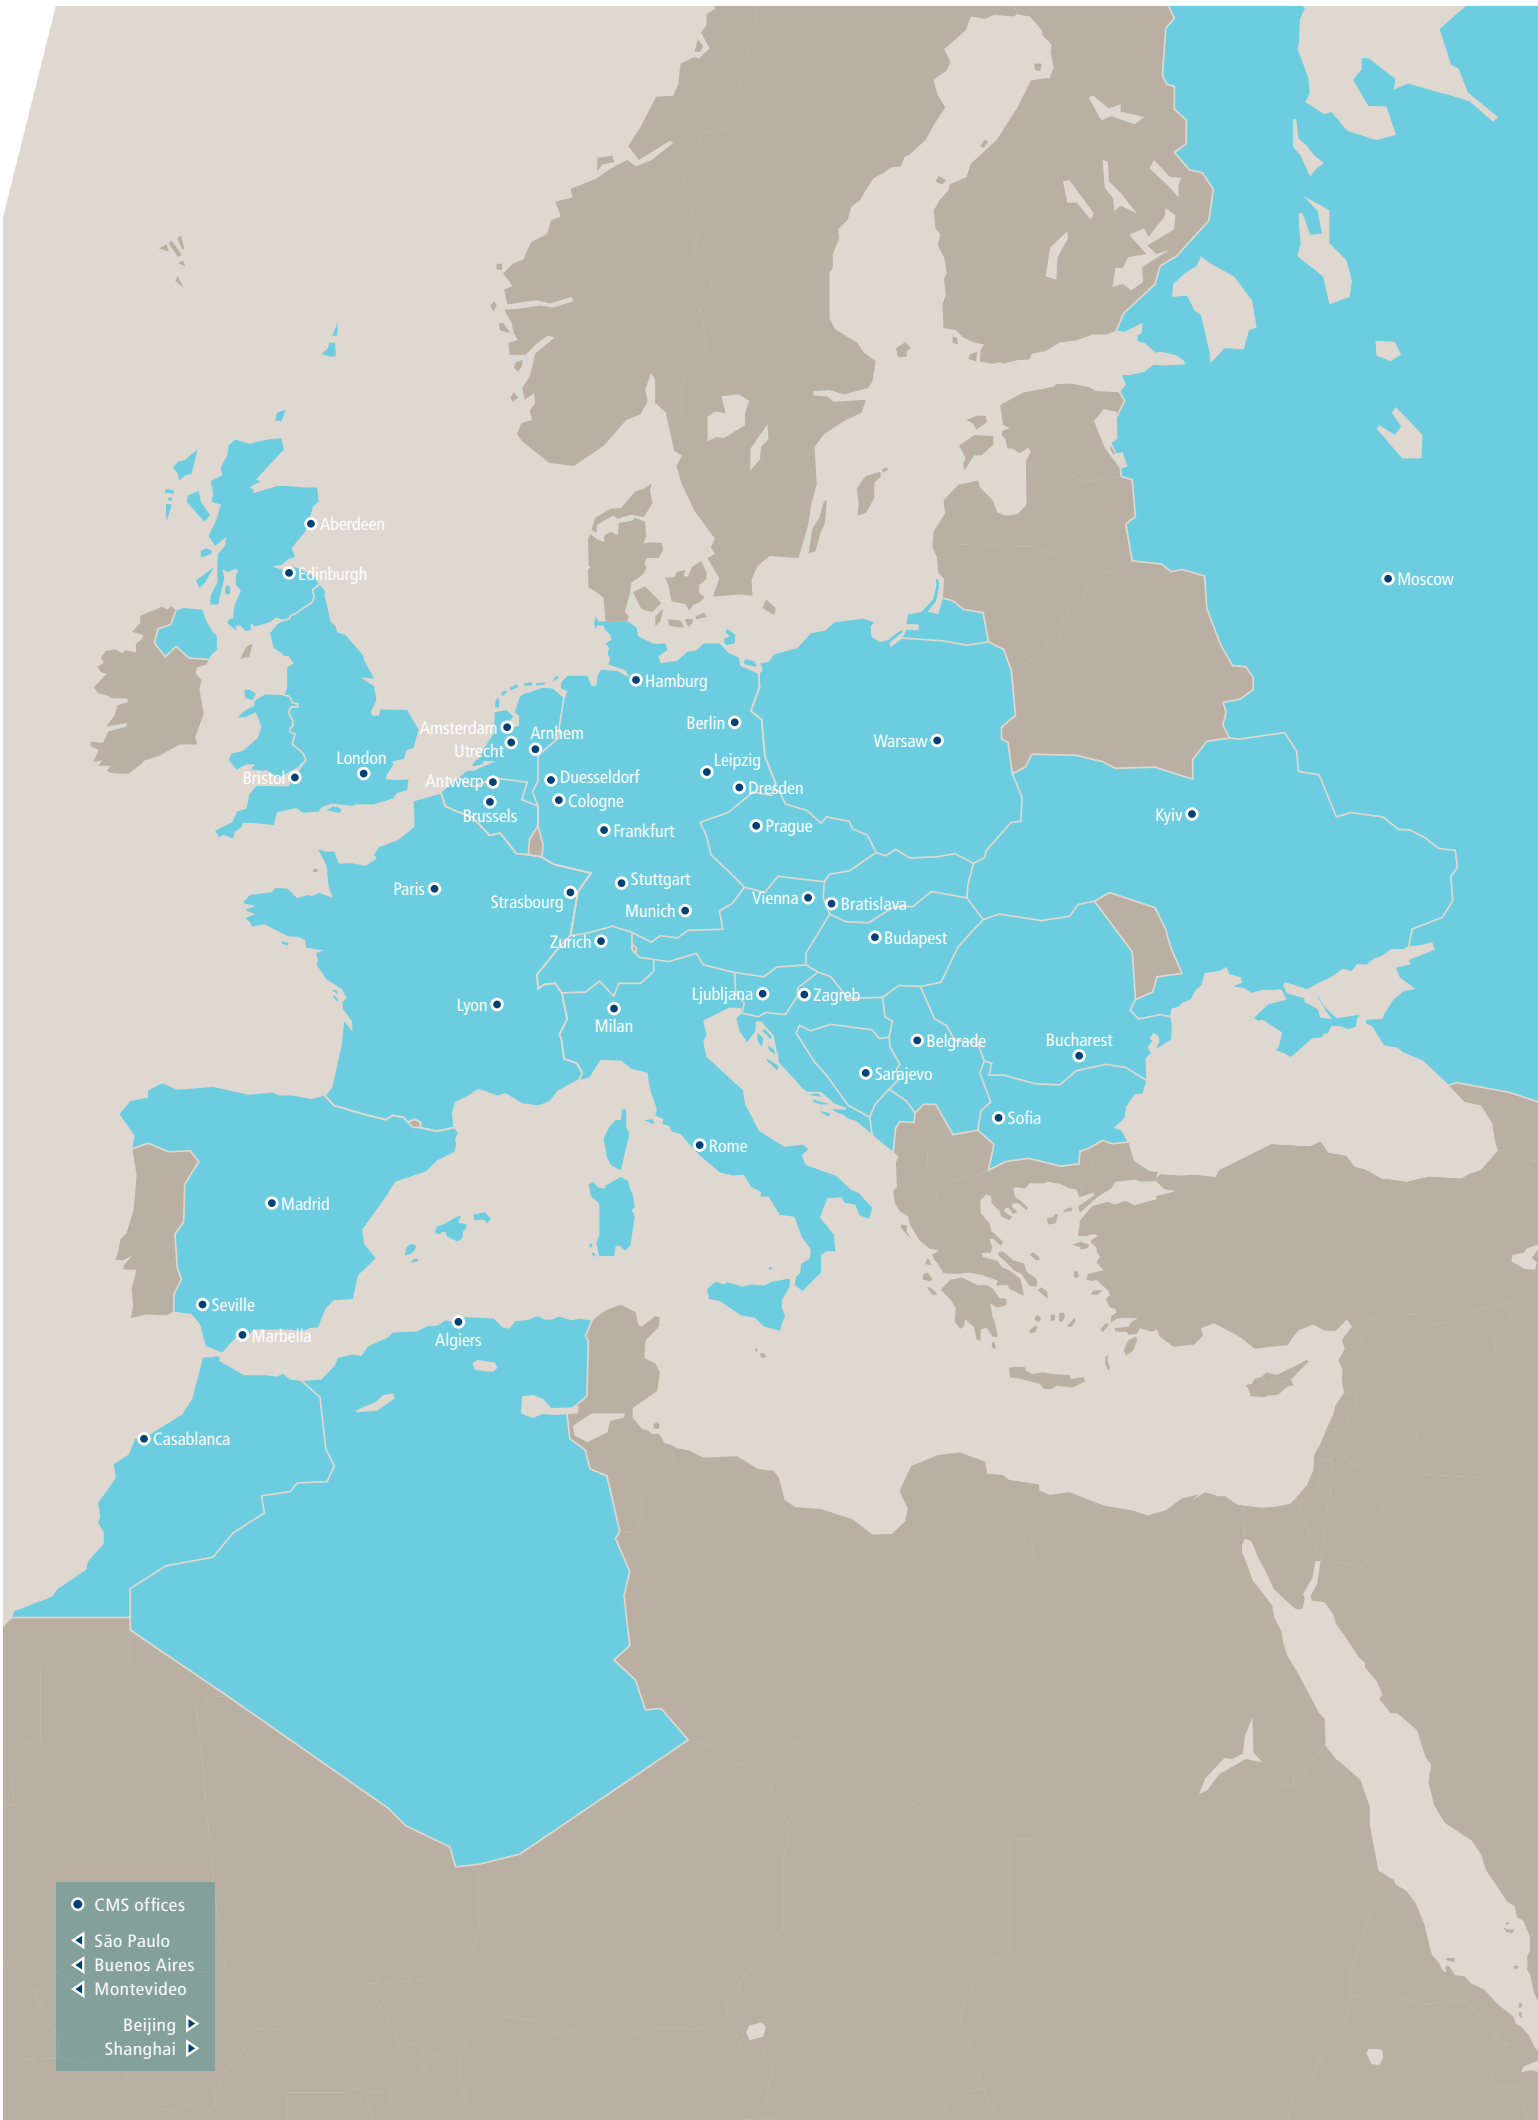 Aberdeen
Edinburgh
Moscow
Hamburg
Berlin
Amsterdam
Arnhem
Utrecht
Warsaw
London
Leipzig
Bristol
Antwerp
Duesseldorf
Dresden
Cologne
Brussels
Kyiv
Frankfurt
Prague
Paris
Stuttgart
Strasbourg
Vienna
Bratislava
Munich
Zurich
Budapest
Ljubljana
Zagreb
Lyon
Milan
Belgrade
Bucharest
Sarajevo
Sofia
Rome
Madrid
Seville
Marbella
Algiers
Casablanca
CMS offices
São Paulo
Buenos Aires
Montevideo
Beijing
Shanghai